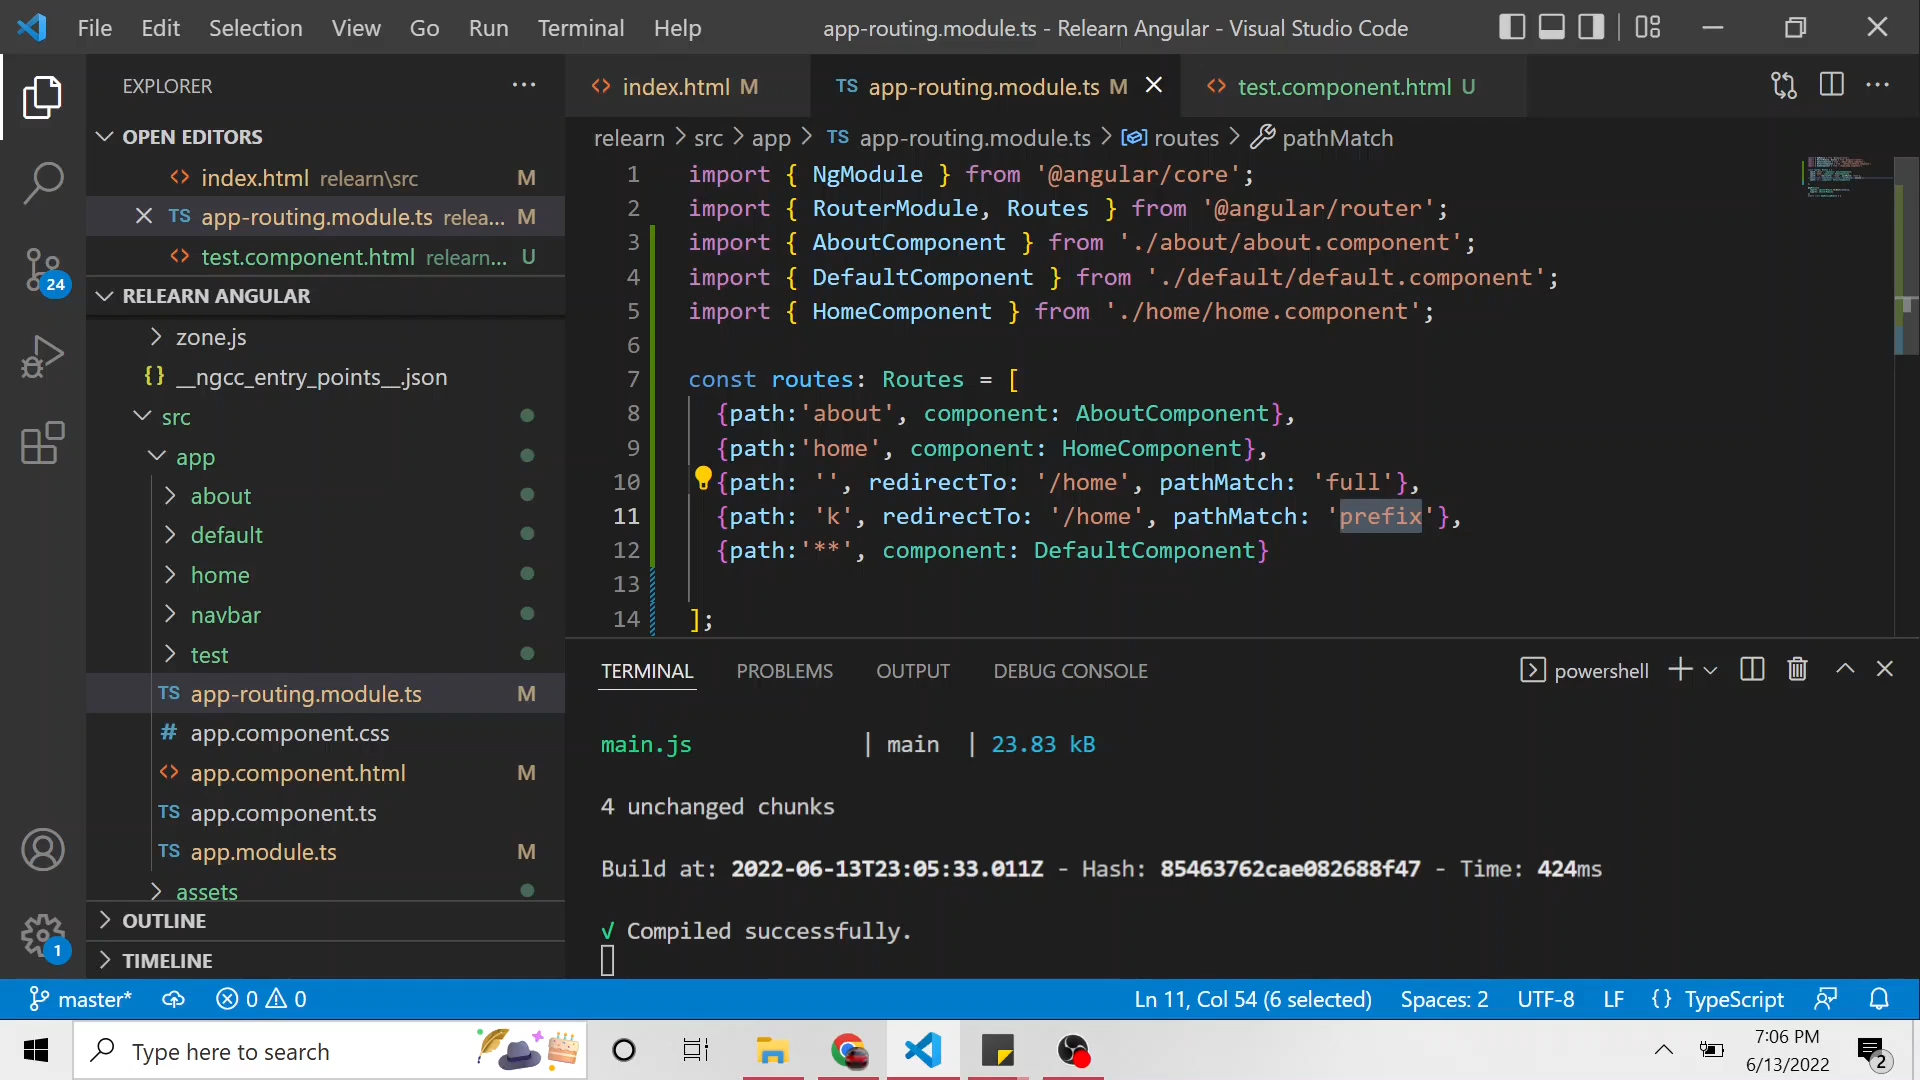 File Edit Selection View Go Run Terminal Help
app-routing.module.ts - Relearn Angular - Visual Studio Code
EXPLORER
OPEN EDITORS
index.html relearn\src M
TS app-routing.module.ts relea... M
test.component.html relearn... U
RELEARN ANGULAR
zone.js
{} __ngcc_entry_points__.json
src
app
about
default
home
navbar
test
TS app-routing.module.ts M
# app.component.css
app.component.html M
TS app.component.ts
TS app.module.ts M
assets
OUTLINE
TIMELINE
24
1
index.html M
TS app-routing.module.ts M
test.component.html U
relearn > src > app > TS app-routing.module.ts > routes > pathMatch
1 import { NgModule } from '@angular/core';
2 import { RouterModule, Routes } from '@angular/router';
3 import { AboutComponent } from './about/about.component';
4 import { DefaultComponent } from './default/default.component';
5 import { HomeComponent } from './home/home.component';
6
7 const routes: Routes = [
8 {path:'about', component: AboutComponent},
9 {path:'home', component: HomeComponent},
10 {path: '', redirectTo: '/home', pathMatch: 'full'},
11 {path: 'k', redirectTo: '/home', pathMatch: 'prefix'},
12 {path:'**', component: DefaultComponent}
13
14 ];
TERMINAL PROBLEMS OUTPUT DEBUG CONSOLE
powershell
main.js | main | 23.83 kB
4 unchanged chunks
Build at: 2022-06-13T23:05:33.011Z - Hash: 85463762cae082688f47 - Time: 424ms
√ Compiled successfully.
master* 0 0
Ln 11, Col 54 (6 selected) Spaces: 2 UTF-8 LF {} TypeScript
Type here to search
7:06 PM
6/13/2022
2